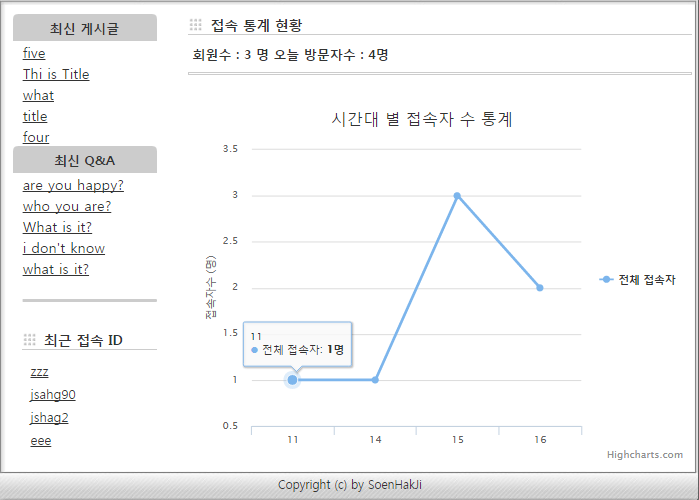 최신 게시글
five
Thi is Title
what
title
four
최신 Q&A
are you happy?
who you are?
What is it?
i don't know
what is it?
최근 접속 ID
zzz
jsahg90
jshag2
eee
접속 통계 현황
회원수 : 3 명 오늘 방문자수 : 4명
시간대 별 접속자 수 통계
접속자수 (명)
3.5
3
2.5
2
1.5
1
0.5
11
전체 접속자: 1명
11 14 15 16
전체 접속자
Highcharts.com
Copyright (c) by SoenHakJi